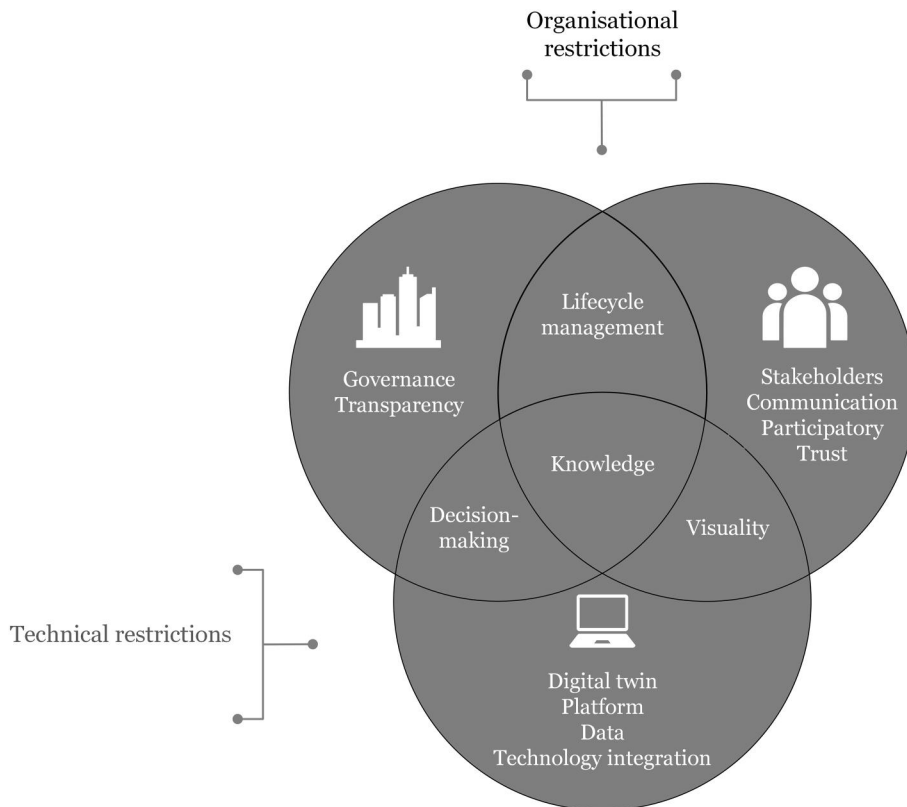 Organisational
restrictions
Lifecycle
management
Governance
Transparency
Stakeholders
Communication
Participatory
Trust
Knowledge
Decision-
making
Visuality
Technical restrictions
Digital twin
Platform
Data
Technology integration